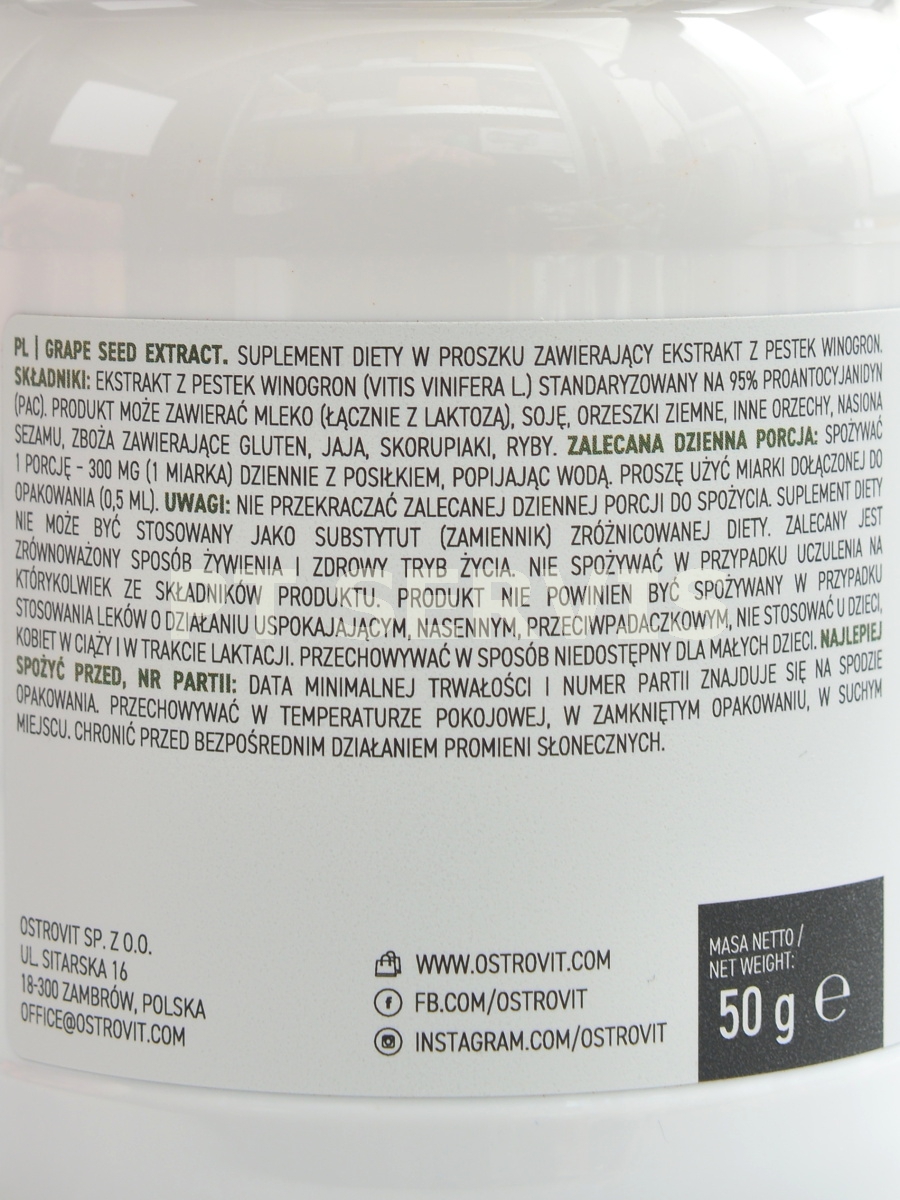 PL | GRAPE SEED EXTRACT. SUPLEMENT DIETY W PROSZKU ZAWIERAJĄCY EKSTRAKT Z PESTEK WINOGRON.
SKŁADNIKI: EKSTRAKT Z PESTEK WINOGRON (VITIS VINIFERA L.) STANDARYZOWANY NA 95% PROANTOCYJANIDYN
(PAC). PRODUKT MOŻE ZAWIERAĆ MLEKO (ŁĄCZNIE Z LAKTOZĄ), SOJĘ, ORZESZKI ZIEMNE, INNE ORZECHY, NASIONA
SEZAMU, ZBOŻA ZAWIERAJĄCE GLUTEN, JAJA, SKORUPIAKI, RYBY. ZALECANA DZIENNA PORCJA: SPOŻYWAĆ
1 PORCJĘ - 300 MG (1 MIARKA) DZIENNIE Z POSIŁKIEM, POPIJAJĄC WODĄ. PROSZĘ UŻYĆ MIARKI DOŁĄCZONEJ DO
OPAKOWANIA (0,5 ML). UWAGI: NIE PRZEKRACZAĆ ZALECANEJ DZIENNEJ PORCJI DO SPOŻYCIA. SUPLEMENT DIETY
NIE MOŻE BYĆ STOSOWANY JAKO SUBSTYTUT (ZAMIENNIK) ZRÓŻNICOWANEJ DIETY. ZALECANY JEST
ZRÓWNOWAŻONY SPOSÓB ŻYWIENIA I ZDROWY TRYB ŻYCIA. NIE SPOŻYWAĆ W PRZYPADKU UCZULENIA NA
KTÓRYKOLWIEK ZE SKŁADNIKÓW PRODUKTU. PRODUKT NIE POWINIEN BYĆ SPOŻYWANY W PRZYPADKU
STOSOWANIA LEKÓW O DZIAŁANIU USPOKAJAJĄCYM, NASENNYM, PRZECIWPADACZKOWYM, NIE STOSOWAĆ U DZIECI,
KOBIET W CIĄŻY I W TRAKCIE LAKTACJI. PRZECHOWYWAĆ W SPOSÓB NIEDOSTĘPNY DLA MAŁYCH DZIECI. NAJLEPIEJ
SPOŻYĆ PRZED, NR PARTII: DATA MINIMALNEJ TRWAŁOŚCI I NUMER PARTII ZNAJDUJE SIĘ NA SPODZIE
OPAKOWANIA. PRZECHOWYWAĆ W TEMPERATURZE POKOJOWEJ, W ZAMKNIĘTYM OPAKOWANIU, W SUCHYM
MIEJSCU. CHRONIĆ PRZED BEZPOŚREDNIM DZIAŁANIEM PROMIENI SŁONECZNYCH.
PT SERVIS
OSTROVIT SP. Z O.O.
UL. SITARSKA 16
18-300 ZAMBRÓW, POLSKA
OFFICE@OSTROVIT.COM
WWW.OSTROVIT.COM
FB.COM/OSTROVIT
INSTAGRAM.COM/OSTROVIT
MASA NETTO /
NET WEIGHT:
50 g ℮